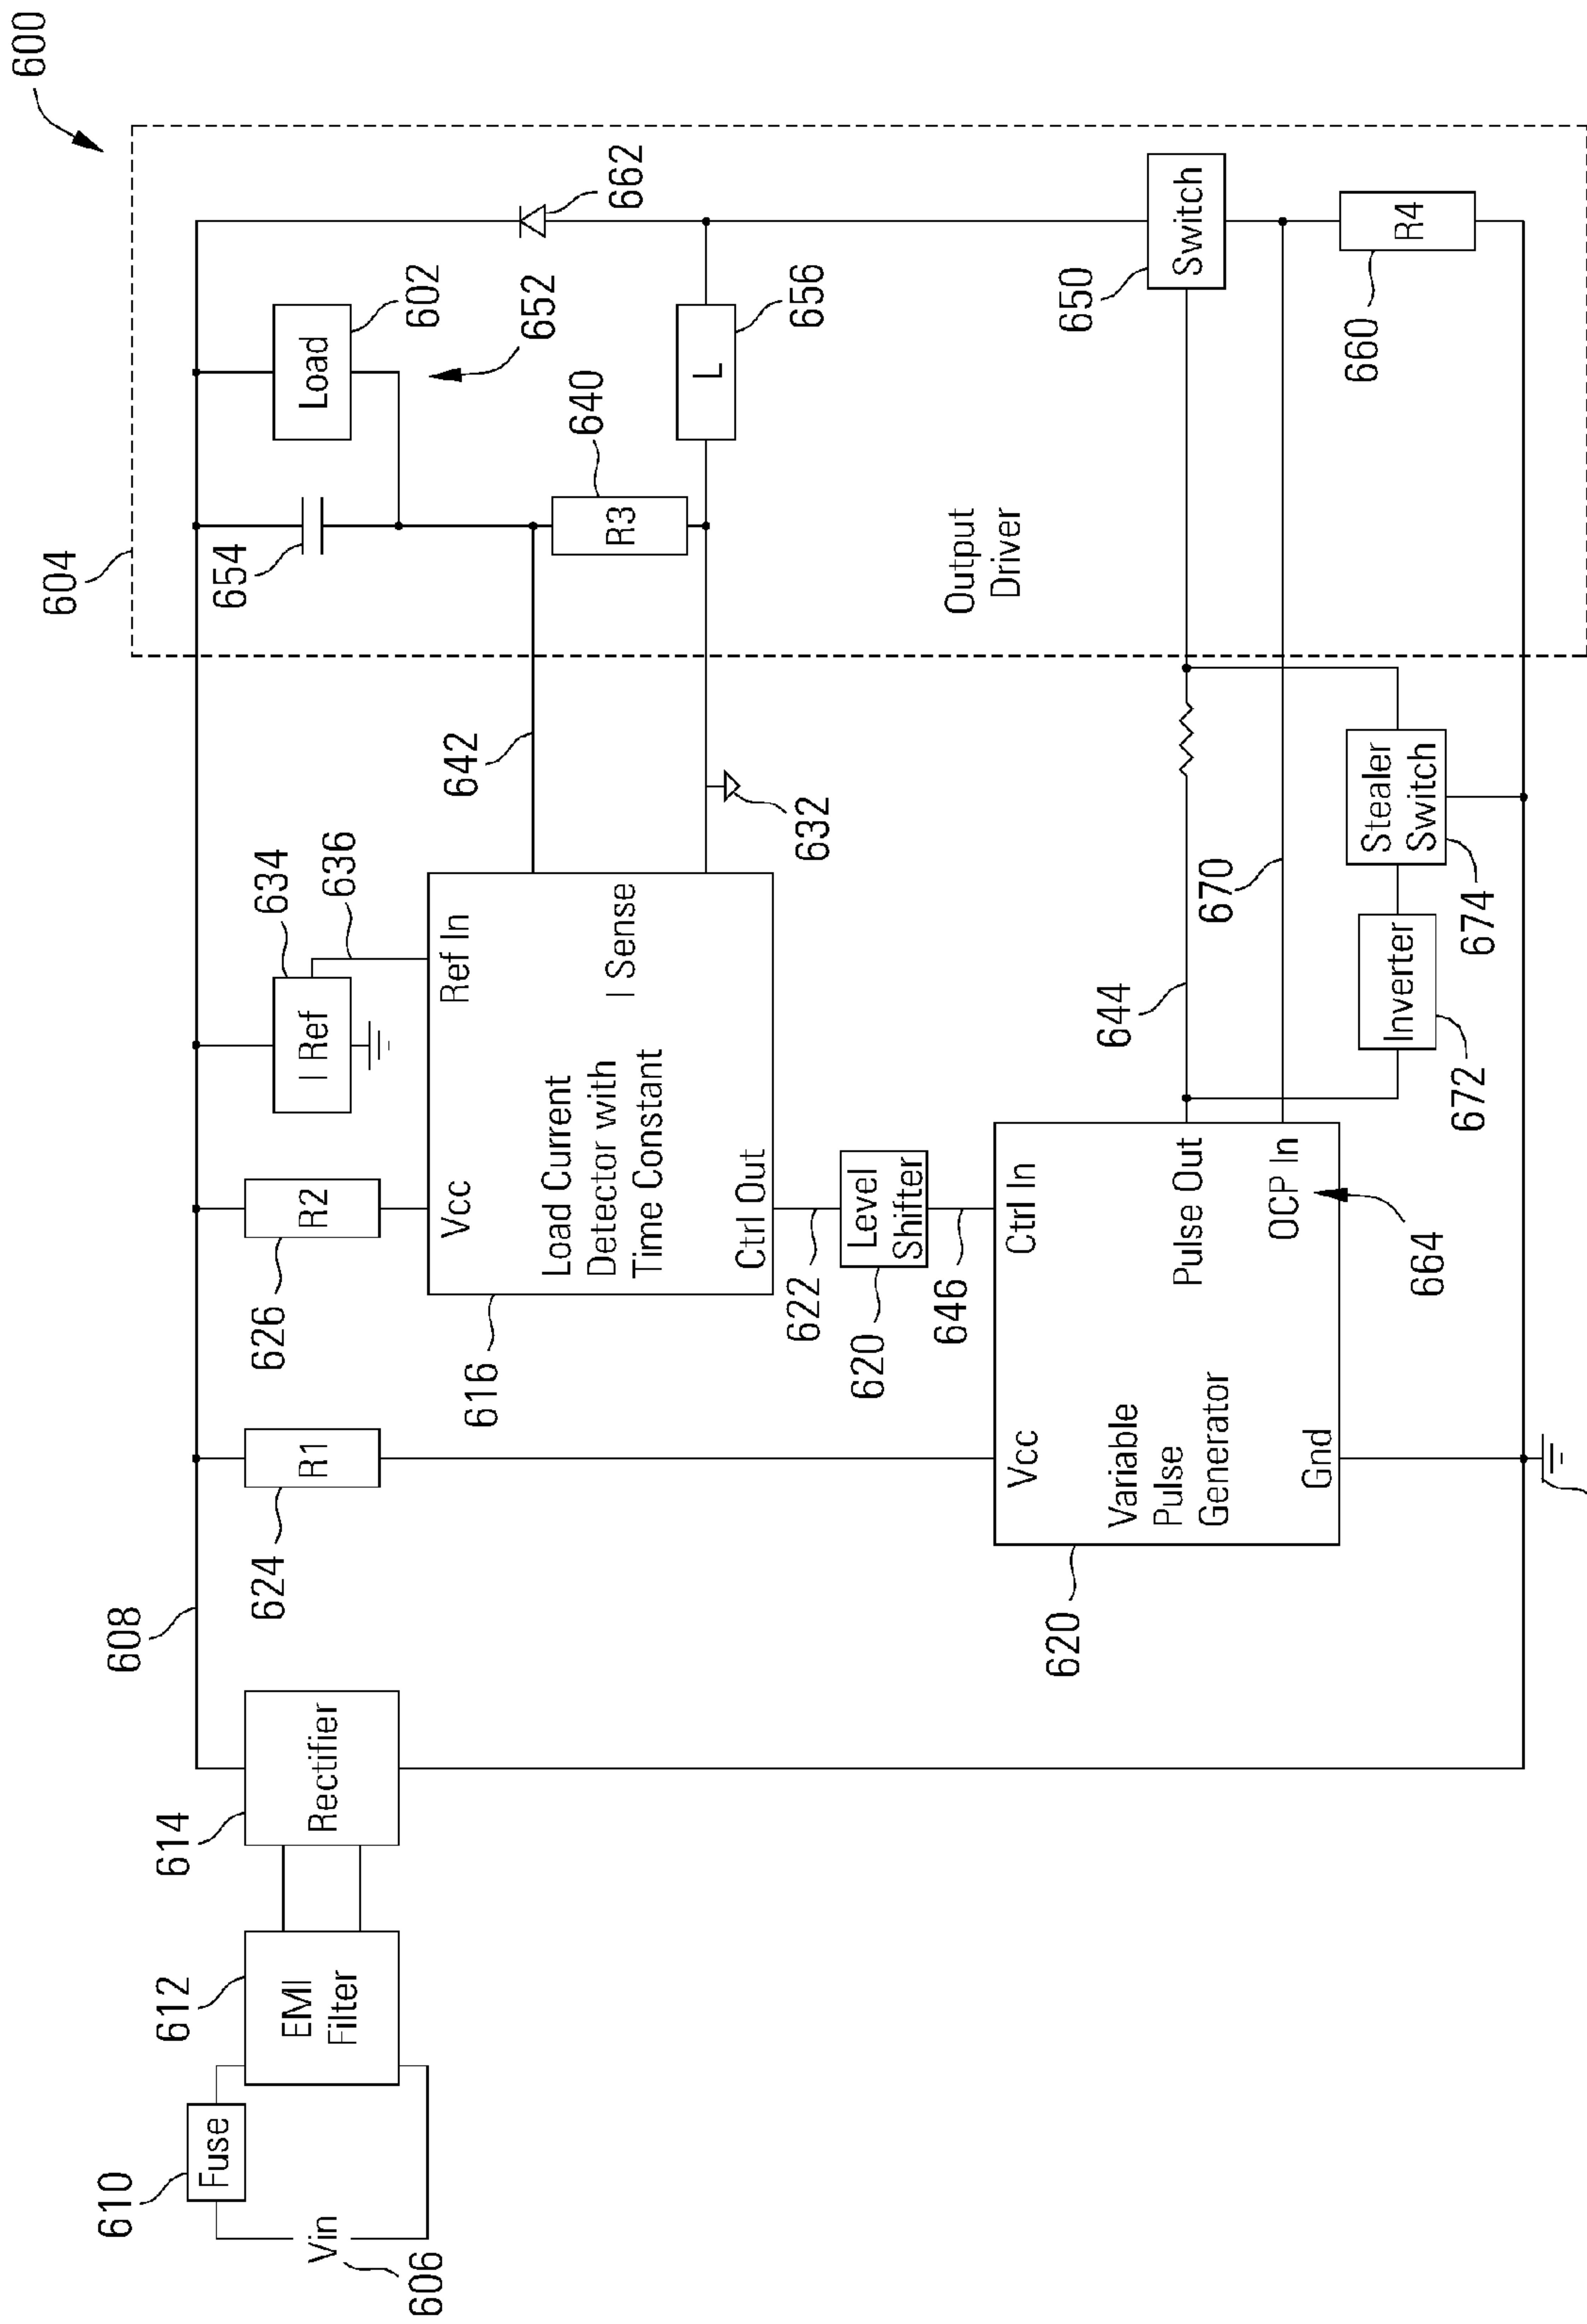 600
604
608
610
Fuse
Vin
606
612
EMI
Filter
614
Rectifier
624
R1
626
R2
634
I Ref
636
654
Load
602
652
662
642
R3
640
L
656
632
616
Vcc
Ref In
I Sense
Load Current
Detector with
Time Constant
Ctrl Out
622
Level
Shifter
620
646
Output
Driver
620
Vcc
Ctrl In
Variable
Pulse
Generator
Pulse Out
OCP In
Gnd
664
644
670
650
Switch
R4
660
Inverter
672
Stealer
Switch
674